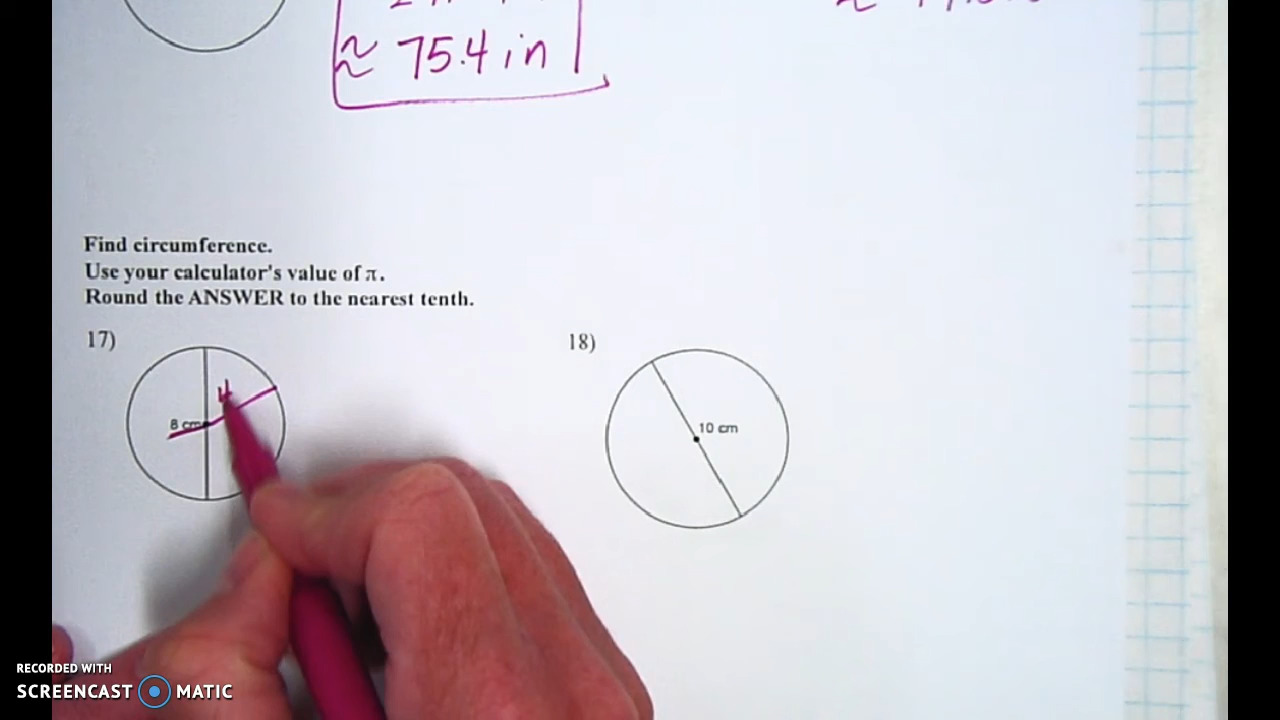 ≈ 75.4 in
Find circumference.
Use your calculator's value of π.
Round the ANSWER to the nearest tenth.
17)
4
8 cm
18)
10 cm
RECORDED WITH
SCREENCAST MATIC